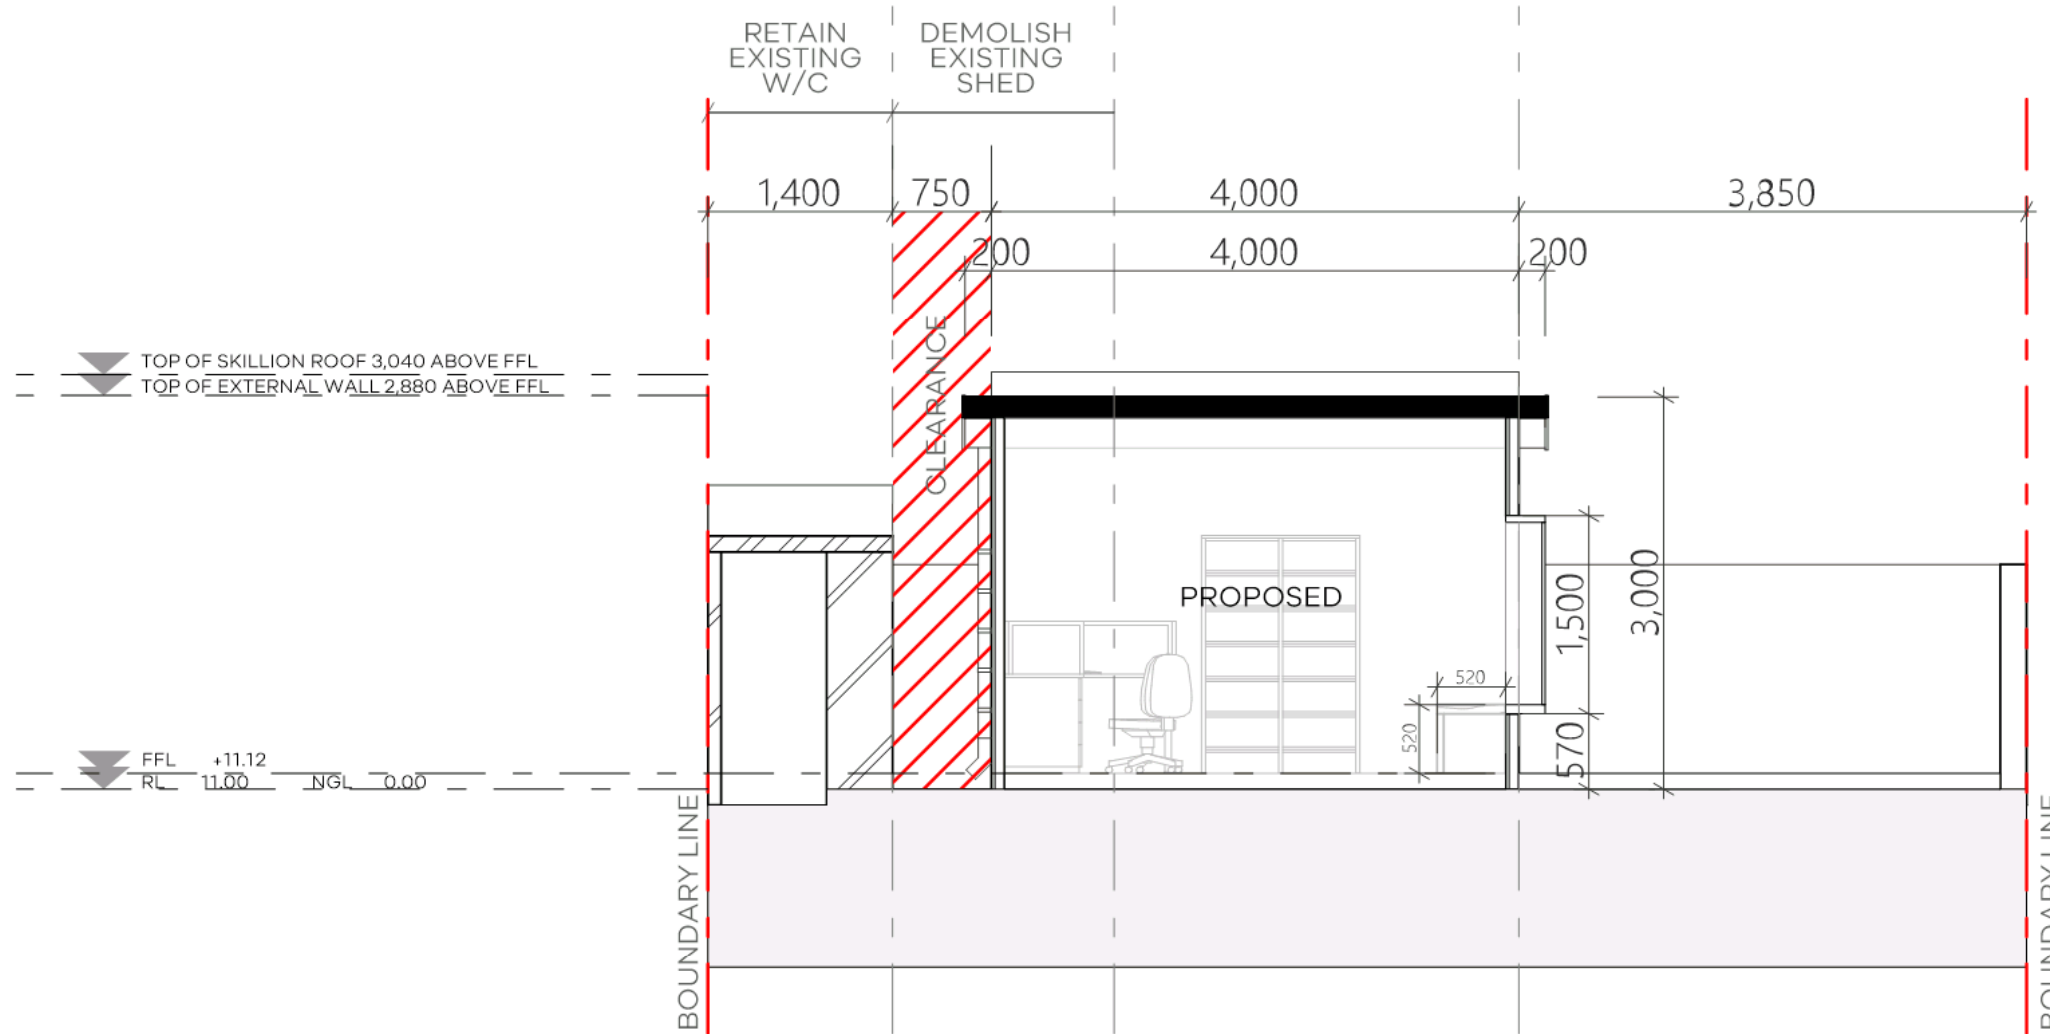 RETAIN
EXISTING
W/C
DEMOLISH
EXISTING
SHED
1,400
750
4,000
3,850
200
4,000
200
CLEARANCE
TOP OF SKILLION ROOF 3,040 ABOVE FFL
TOP OF EXTERNAL WALL 2,880 ABOVE FFL
PROPOSED
1,500
3,000
520
520
570
FFL +11.12
RL 11.00 NGL 0.00
BOUNDARY LINE
BOUNDARY LINE